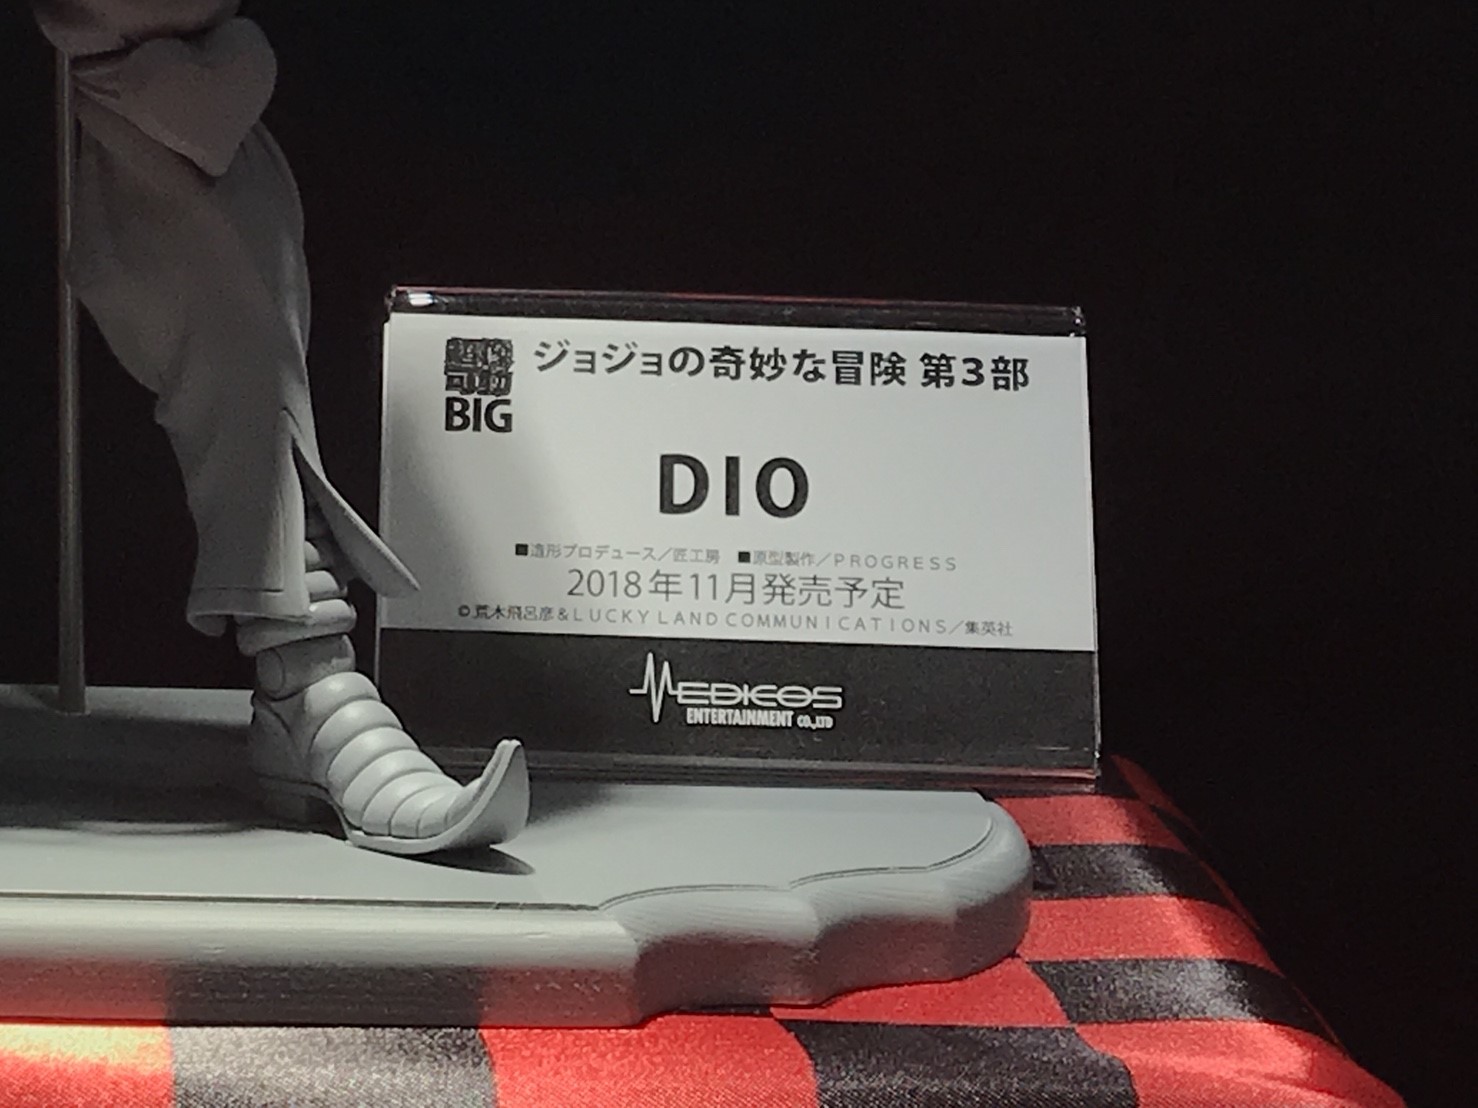 超像可動
BIG
ジョジョの奇妙な冒険 第3部
DIO
■造形プロデュース／匠工房 ■原型製作／PROGRESS
2018年11月発売予定
©荒木飛呂彦&LUCKY LAND COMMUNICATIONS／集英社
MEDICOS
ENTERTAINMENT CO.,LTD